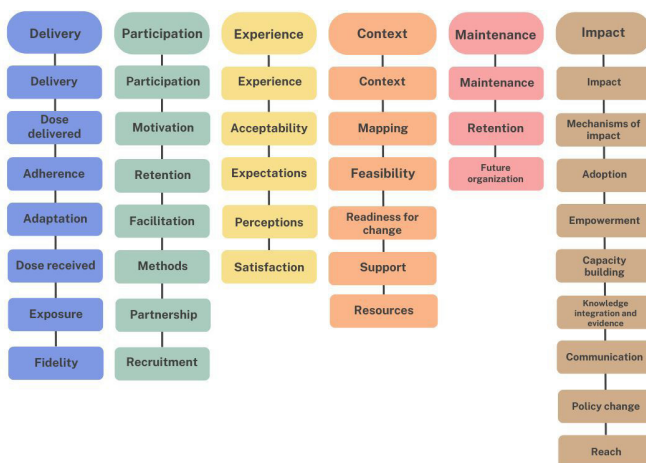 Delivery
Delivery
Dose
delivered
Adherence
Adaptation
Dose received
Exposure
Fidelity
Participation
Participation
Motivation
Retention
Facilitation
Methods
Partnership
Recruitment
Experience
Experience
Acceptability
Expectations
Perceptions
Satisfaction
Context
Context
Mapping
Feasibility
Readiness for
change
Support
Resources
Maintenance
Maintenance
Retention
Future
organization
Impact
Impact
Mechanisms of
impact
Adoption
Empowerment
Capacity
building
Knowledge
integration and
evidence
Communication
Policy change
Reach